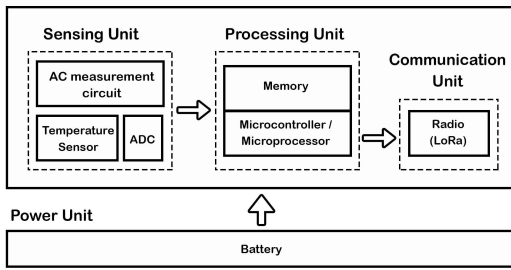 Sensing Unit
Processing Unit
Communication
Unit
AC measurement
circuit
Temperature
Sensor
ADC
Memory
Microcontroller /
Microprocessor
Radio
(LoRa)
Power Unit
Battery